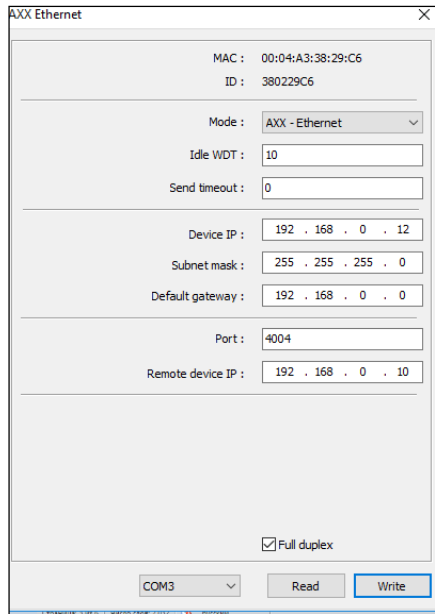 AXX Ethernet
MAC : 00:04:A3:38:29:C6
ID : 380229C6
Mode : AXX - Ethernet
Idle WDT : 10
Send timeout : 0
Device IP : 192 . 168 . 0 . 12
Subnet mask : 255 . 255 . 255 . 0
Default gateway : 192 . 168 . 0 . 0
Port : 4004
Remote device IP : 192 . 168 . 0 . 10
Full duplex
COM3 Read Write